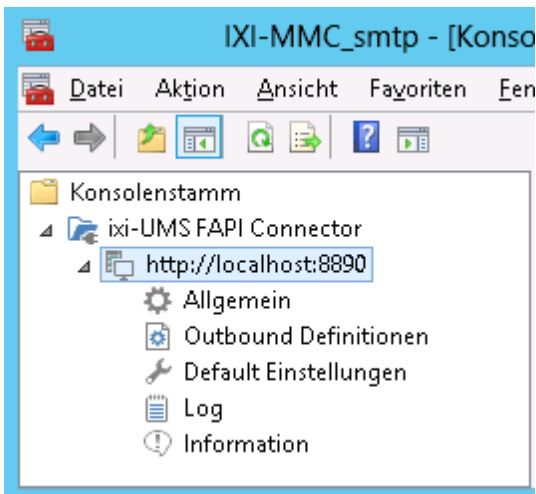 IXI-MMC_smtp - [Konso
Datei Aktion Ansicht Favoriten Fen
Konsolenstamm
ixi-UMS FAPI Connector
http://localhost:8890
Allgemein
Outbound Definitionen
Default Einstellungen
Log
Information